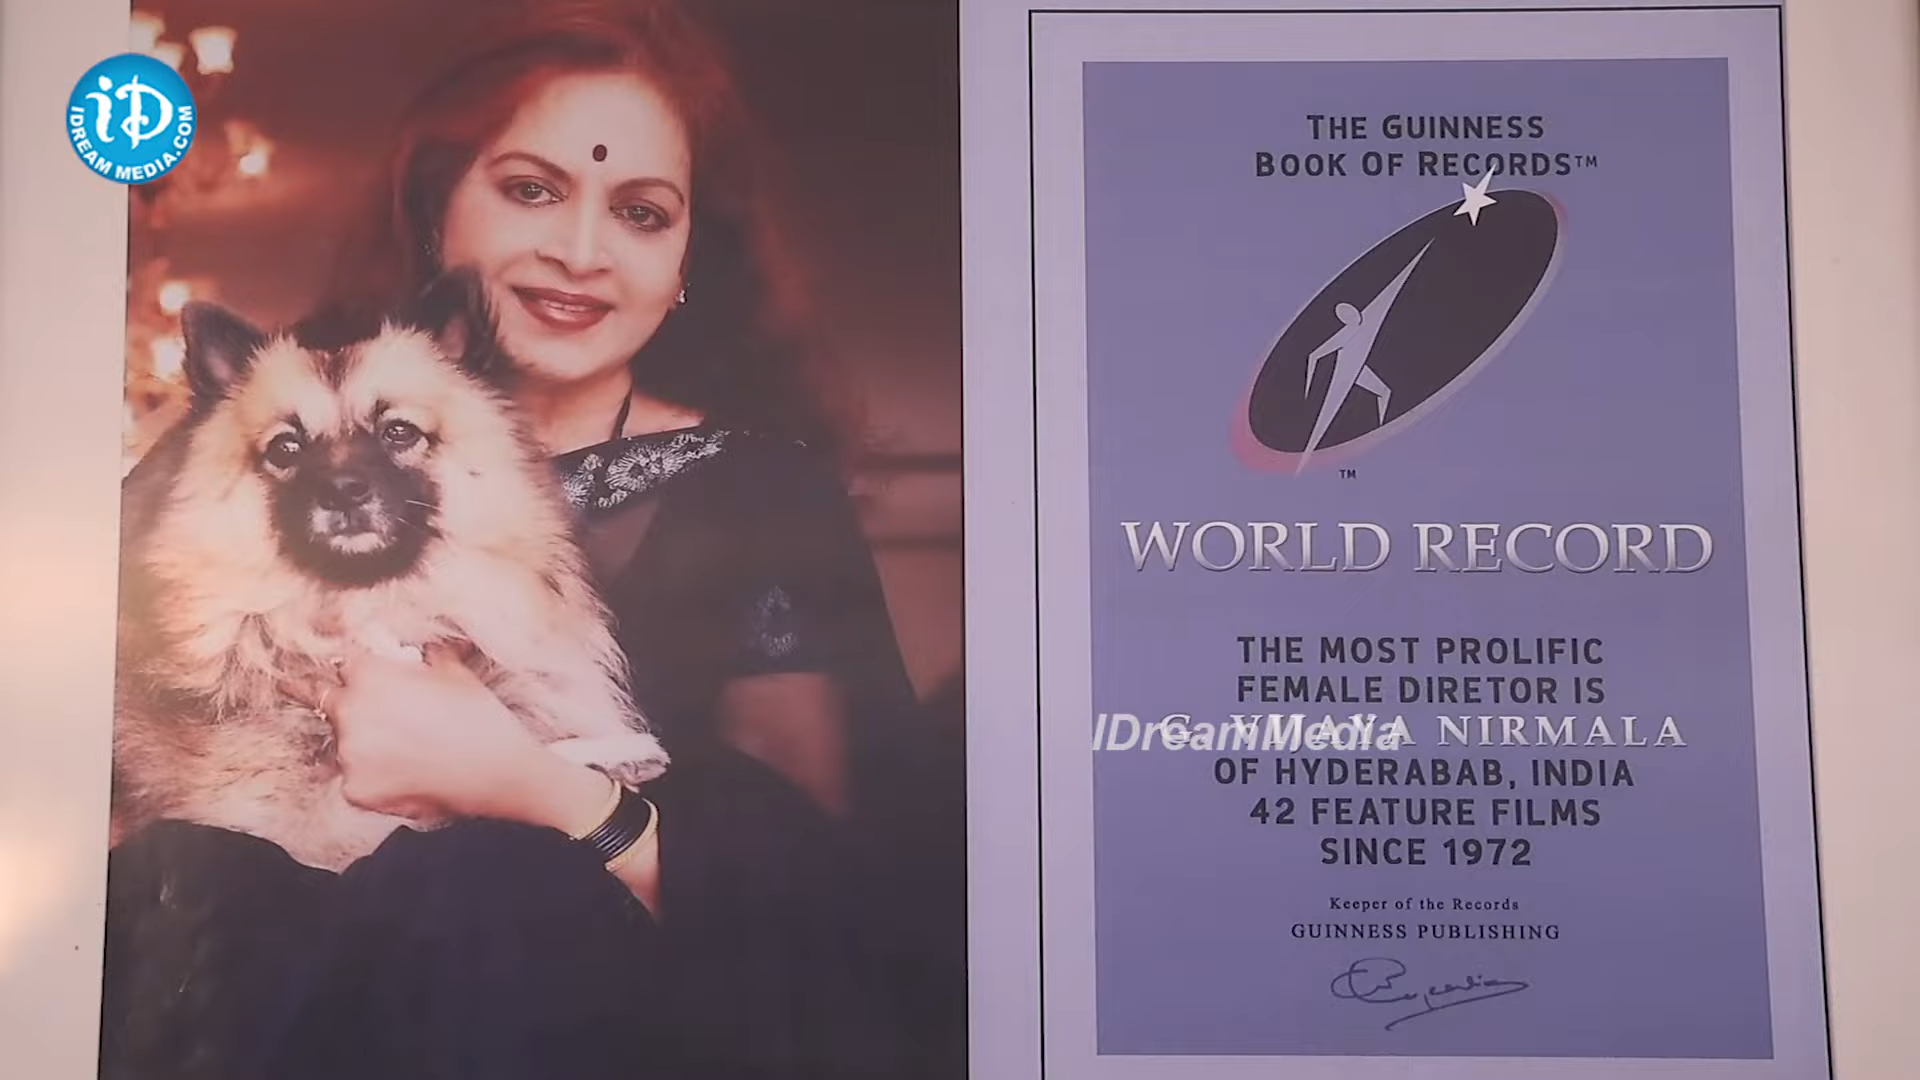 iD
IDREAM MEDIA.COM
THE GUINNESS
BOOK OF RECORDS™
TM
WORLD RECORD
THE MOST PROLIFIC
FEMALE DIRETOR IS
G. VIJAYA NIRMALA
IDreamMedia
OF HYDERABAB, INDIA
42 FEATURE FILMS
SINCE 1972
Keeper of the Records
GUINNESS PUBLISHING